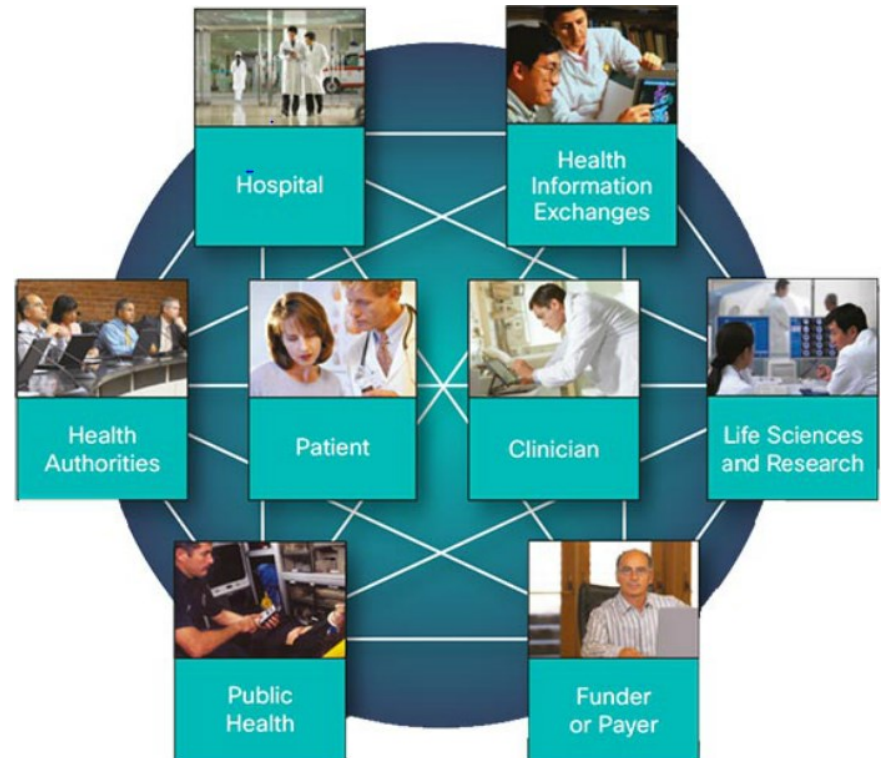 Hospital
Health
Information
Exchanges
Health
Authorities
Patient
Clinician
Life Sciences
and Research
Public
Health
Funder
or Payer